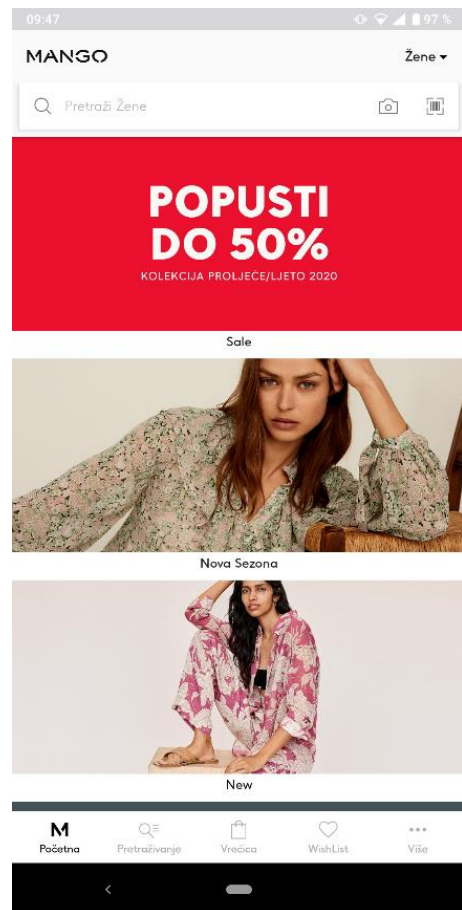 09:47
97 %
MANGO
Žene
Pretraži Žene
POPUSTI
DO 50%
KOLEKCIJA PROLJEĆE/LJETO 2020
Sale
Nova Sezona
New
M
Početna
Pretraživanje
Vrećica
WishList
Više